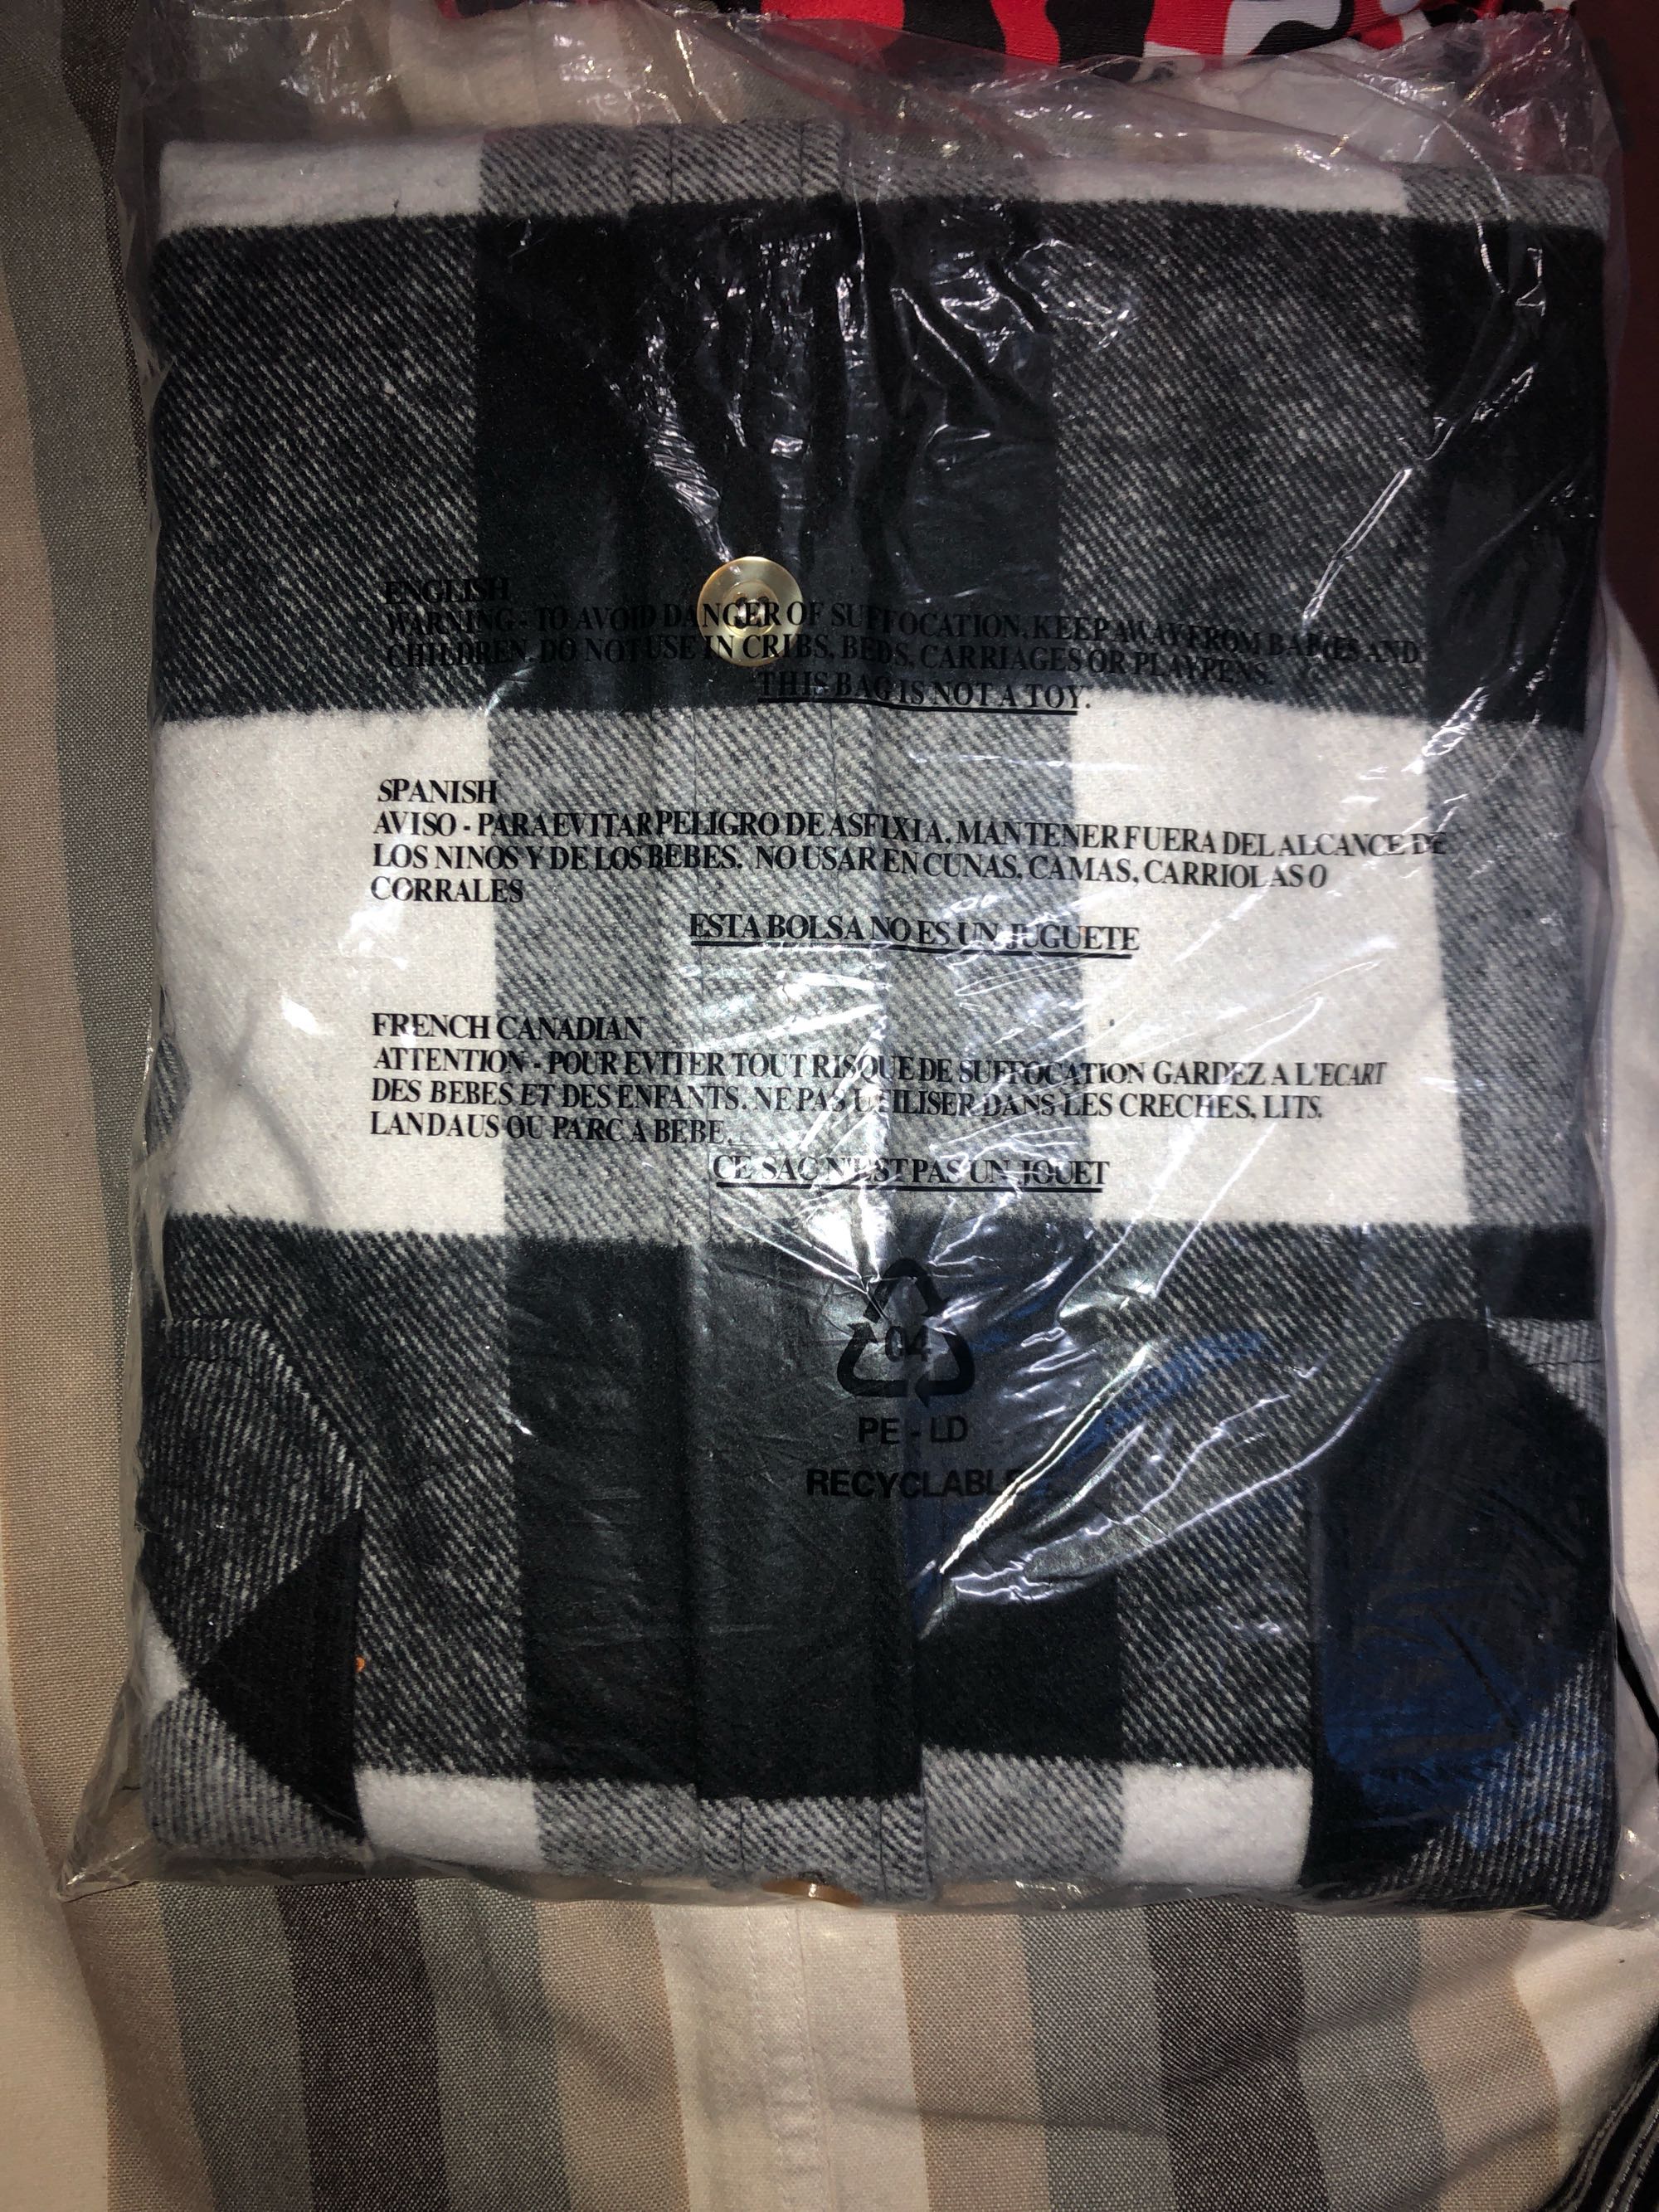 ENGLISH
WARNING - TO AVOID DANGER OF SUFFOCATION, KEEP AWAY FROM BABIES AND
CHILDREN. DO NOT USE IN CRIBS, BEDS, CARRIAGES OR PLAYPENS.
THIS BAG IS NOT A TOY.
SPANISH
AVISO - PARA EVITAR PELIGRO DE ASFIXIA. MANTENER FUERA DEL ALCANCE DE
LOS NINOS Y DE LOS BEBES. NO USAR EN CUNAS. CAMAS, CARRIOLAS O
CORRALES
ESTA BOLSA NO ES UN JUGUETE
FRENCH CANADIAN
ATTENTION - POUR EVITER TOUT RISQUE DE SUFFOCATION GARDEZ A L'ECART
DES BEBES ET DES ENFANTS. NE PAS UTILISER DANS LES CRECHES, LITS.
LANDAUS OU PARC A BEBE.
CE SAC N'EST PAS UN JOUET
04
PE - LD
RECYCLABLE